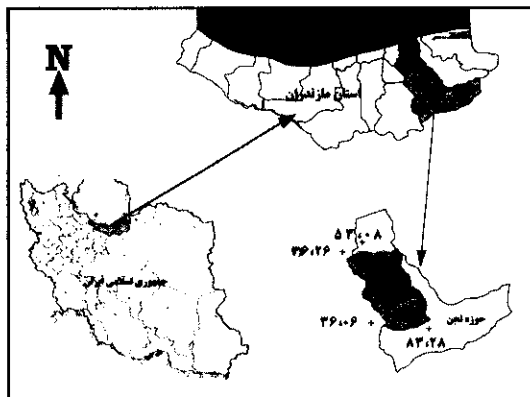 N
استان مازندران
جمهوری اسلامی ایران
۵۳،۰۸
۳۶،۲۶
۳۶،۰۶
حوزه تجن
۸۳،۲۸